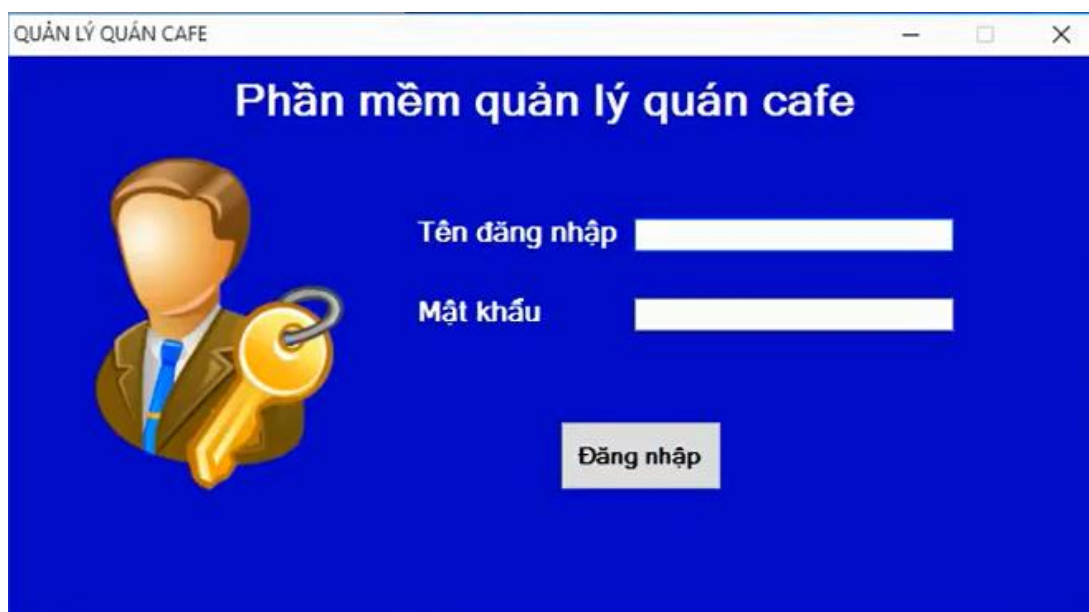 QUẢN LÝ QUÁN CAFE
Phần mềm quản lý quán cafe
Tên đăng nhập
Mật khẩu
Đăng nhập